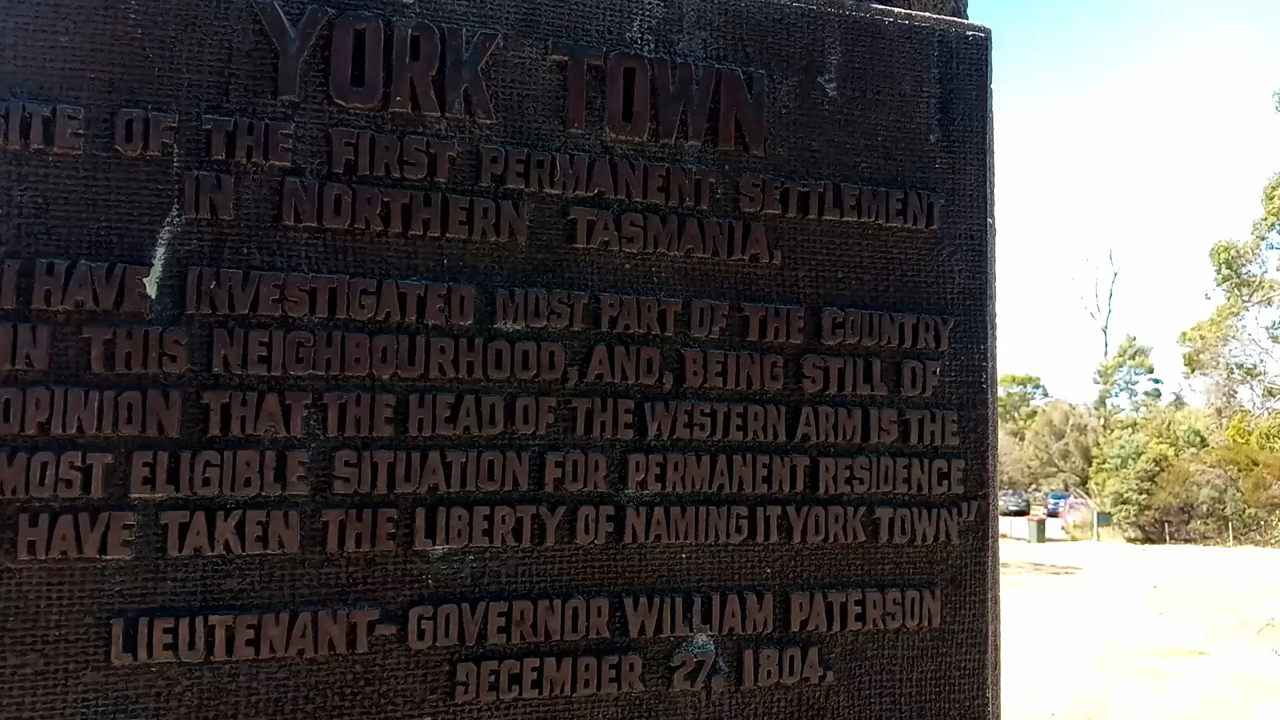 YORK TOWN
ITE OF THE FIRST PERMANENT SETTLEMENT
IN NORTHERN TASMANIA.
I HAVE INVESTIGATED MOST PART OF THE COUNTRY
IN THIS NEIGHBOURHOOD, AND, BEING STILL OF
OPINION THAT THE HEAD OF THE WESTERN ARM IS THE
MOST ELIGIBLE SITUATION FOR PERMANENT RESIDENCE
HAVE TAKEN THE LIBERTY OF NAMING IT YORK TOWN"
LIEUTENANT-GOVERNOR WILLIAM PATERSON
DECEMBER 27, 1804.